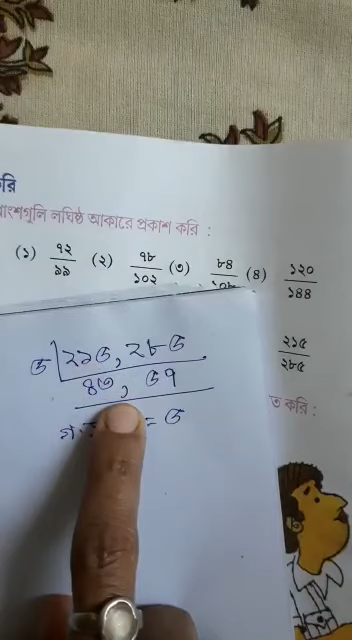 রি
াংশগুলি লঘিষ্ঠ আকারে প্রকাশ করি :
(১) ৭২/৯৯ (২) ৭৮/১০২ (৩) ৮৪/১০৮ (৪) ১২০/১৪৪
২১৫/২৮৫
৫ ২১৫, ২৮৫
৪৩, ৫৭
= ৫
ত করি :